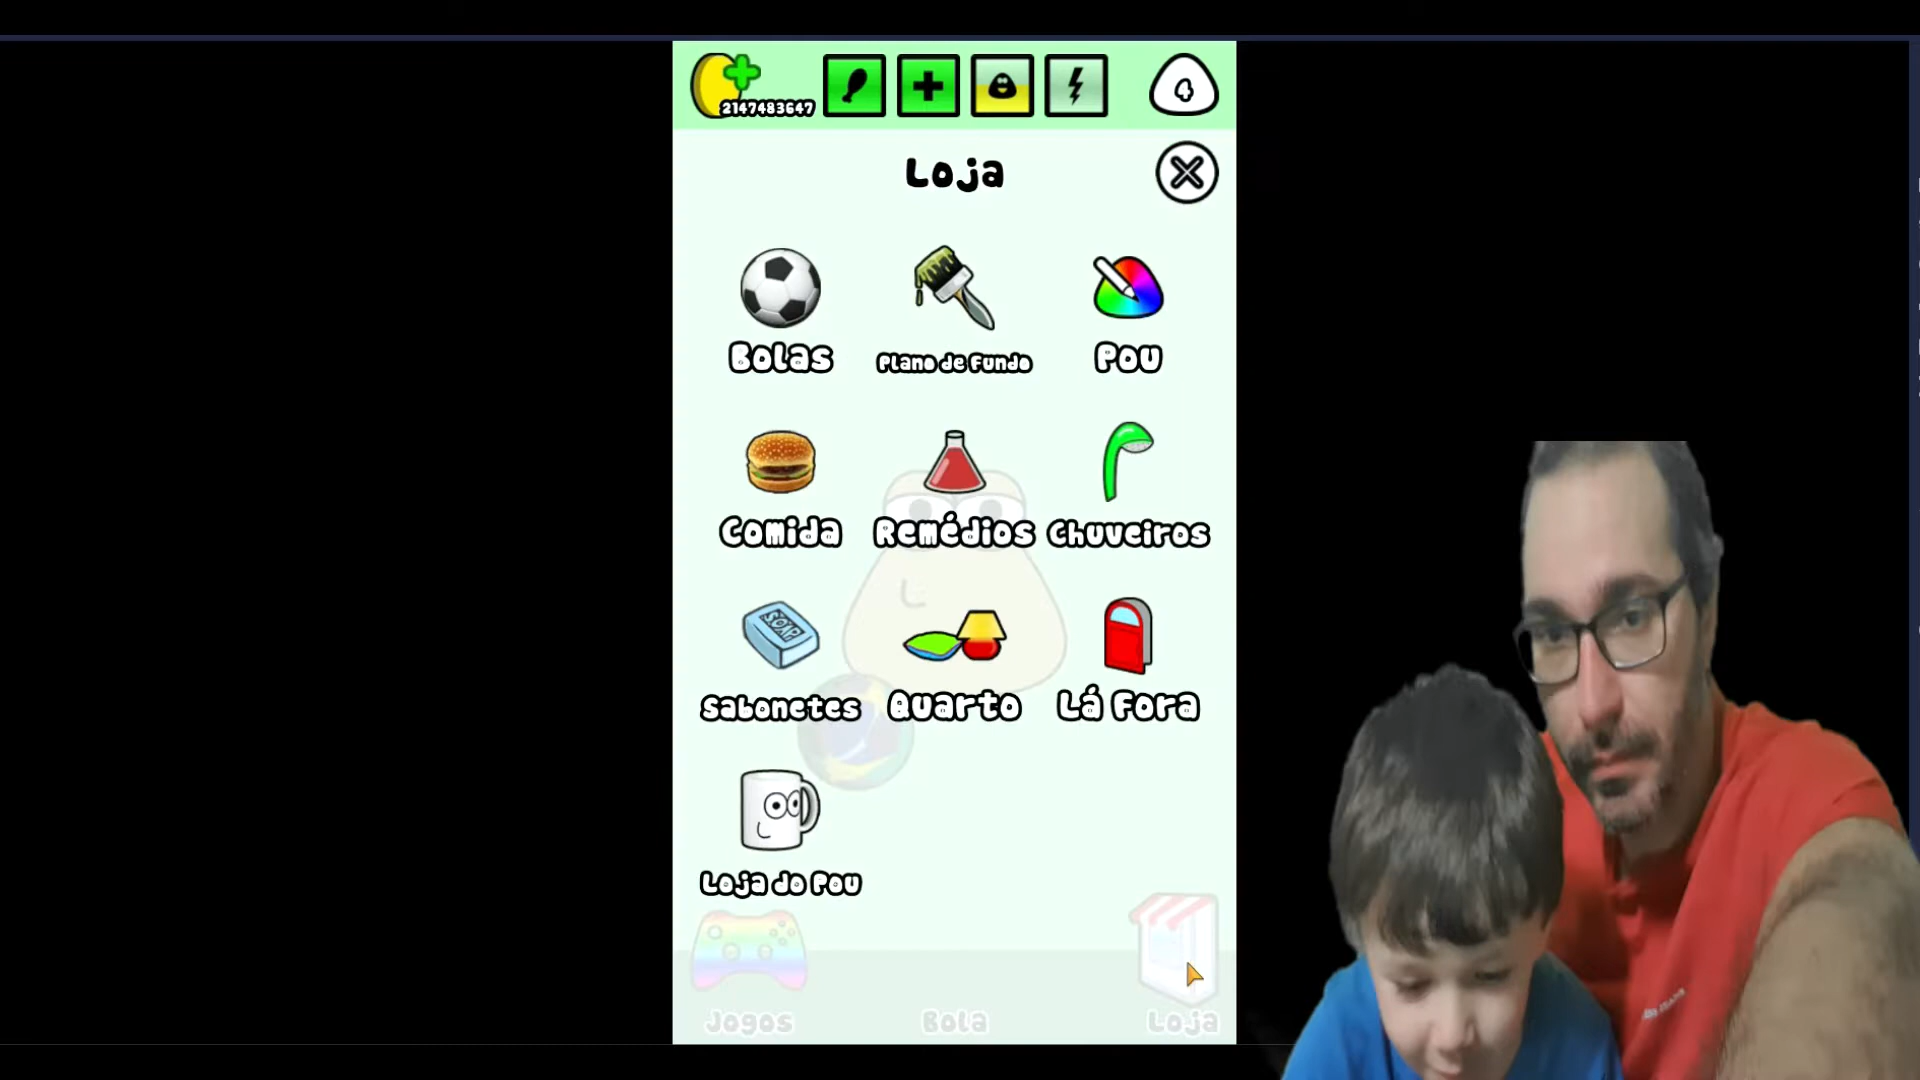 2147483647
4
Loja
Bolas
Plano de Fundo
Pou
Comida
Remédios
Chuveiros
SOAP
Sabonetes
Quarto
Lá Fora
Loja do Pou
Jogos
Bola
Loja